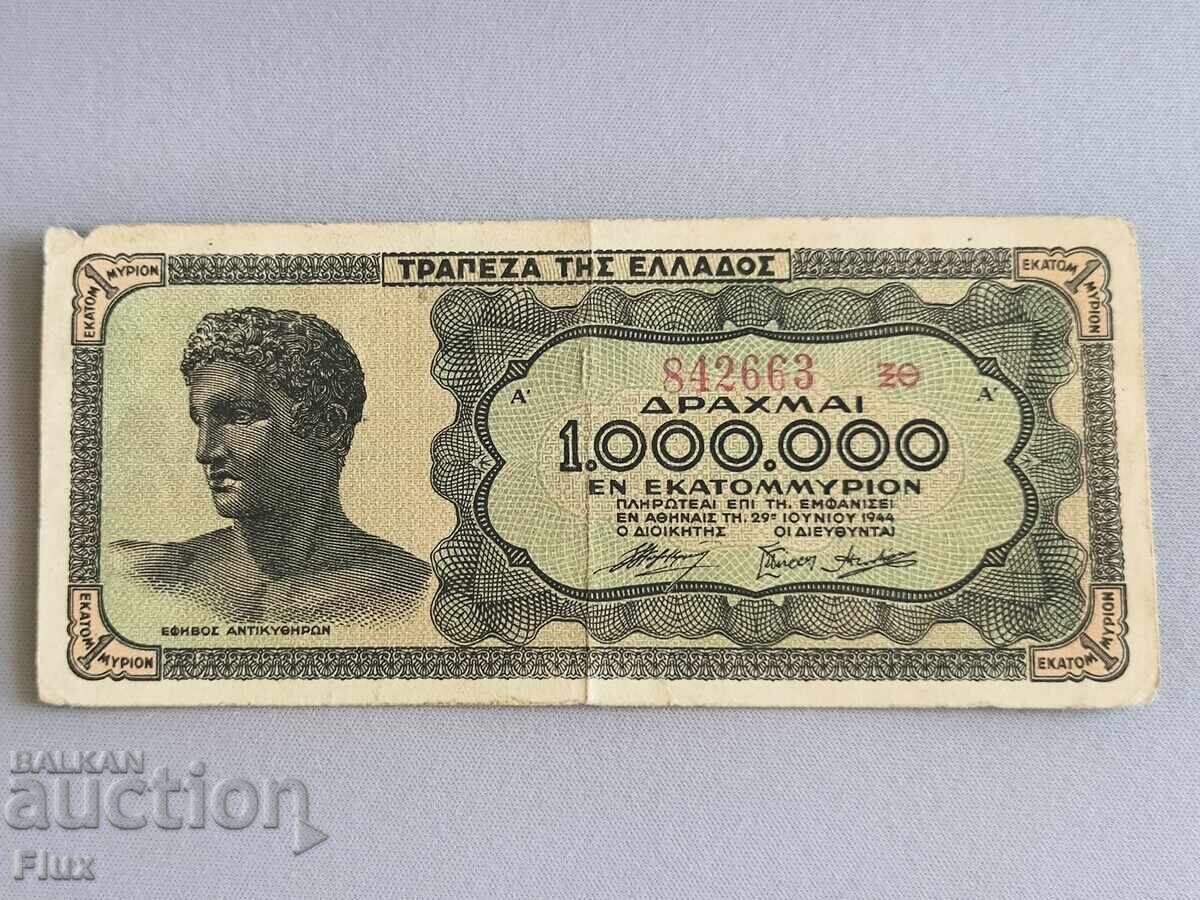 ΤΡΑΠΕΖΑ ΤΗΣ ΕΛΛΑΔΟΣ
1 ΕΚΑΤΟΜ ΜΥΡΙΟΝ
ΕΚΑΤΟΜ 1 ΜΥΡΙΟΝ
842663 ΞΘ
Α' Α'
ΔΡΑΧΜΑΙ
1.000.000
ΕΝ ΕΚΑΤΟΜΜΥΡΙΟΝ
ΠΛΗΡΩΤΕΑΙ ΕΠΙ ΤΗ, ΕΜΦΑΝΙΣΕΙ
ΕΝ ΑΘΗΝΑΙΣ ΤΗ, 29ῃ ΙΟΥΝΙΟΥ 1944
Ο ΔΙΟΙΚΗΤΗΣ ΟΙ ΔΙΕΥΘΥΝΤΑΙ
ΕΦΗΒΟΣ ΑΝΤΙΚΥΘΗΡΩΝ
ΕΚΑΤΟΜ 1 ΜΥΡΙΟΝ
ΕΚΑΤΟΜ 1 ΜΥΡΙΟΝ
BALKAN
auction
Flux